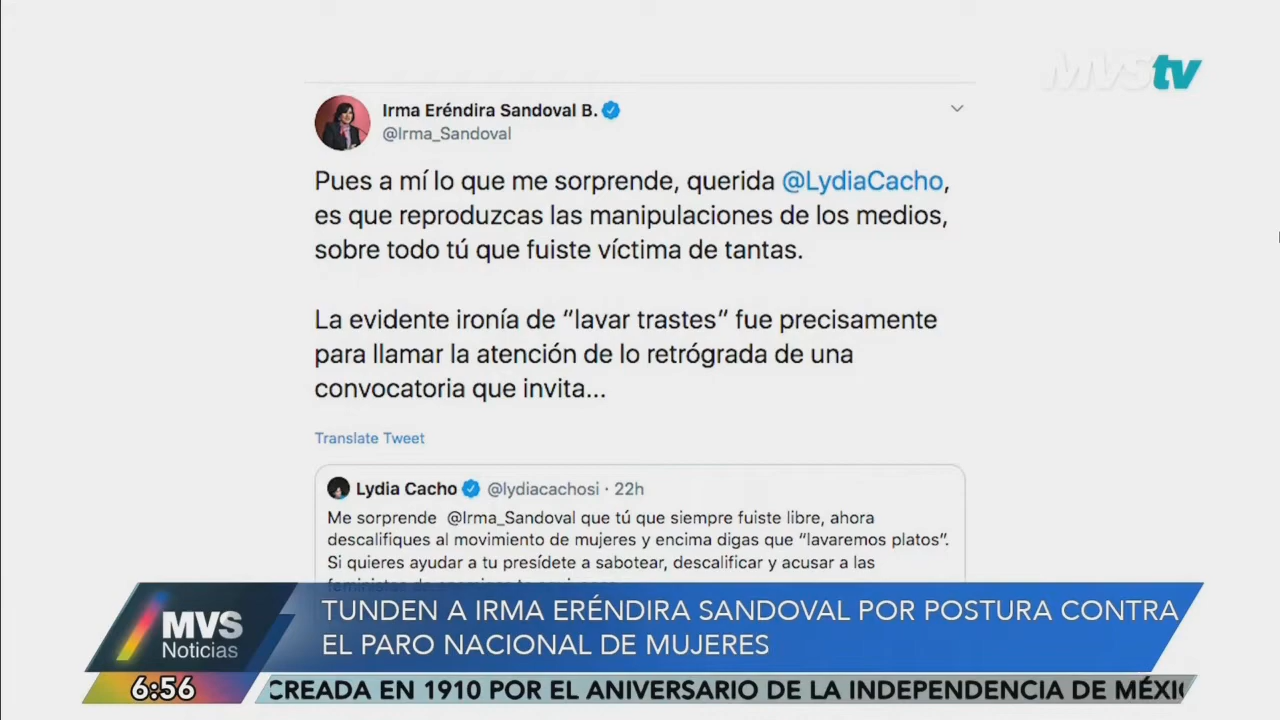 MVStv
Irma Eréndira Sandoval B.
@Irma_Sandoval
Pues a mí lo que me sorprende, querida @LydiaCacho,
es que reproduzcas las manipulaciones de los medios,
sobre todo tú que fuiste víctima de tantas.
La evidente ironía de “lavar trastes” fue precisamente
para llamar la atención de lo retrógrada de una
convocatoria que invita...
Translate Tweet
Lydia Cacho @lydiacachosi · 22h
Me sorprende @Irma_Sandoval que tú que siempre fuiste libre, ahora
descalifiques al movimiento de mujeres y encima digas que “lavaremos platos”.
Si quieres ayudar a tu presídete a sabotear, descalificar y acusar a las
TUNDEN A IRMA ERÉNDIRA SANDOVAL POR POSTURA CONTRA
EL PARO NACIONAL DE MUJERES
MVS
Noticias
6:56
CREADA EN 1910 POR EL ANIVERSARIO DE LA INDEPENDENCIA DE MÉXIC